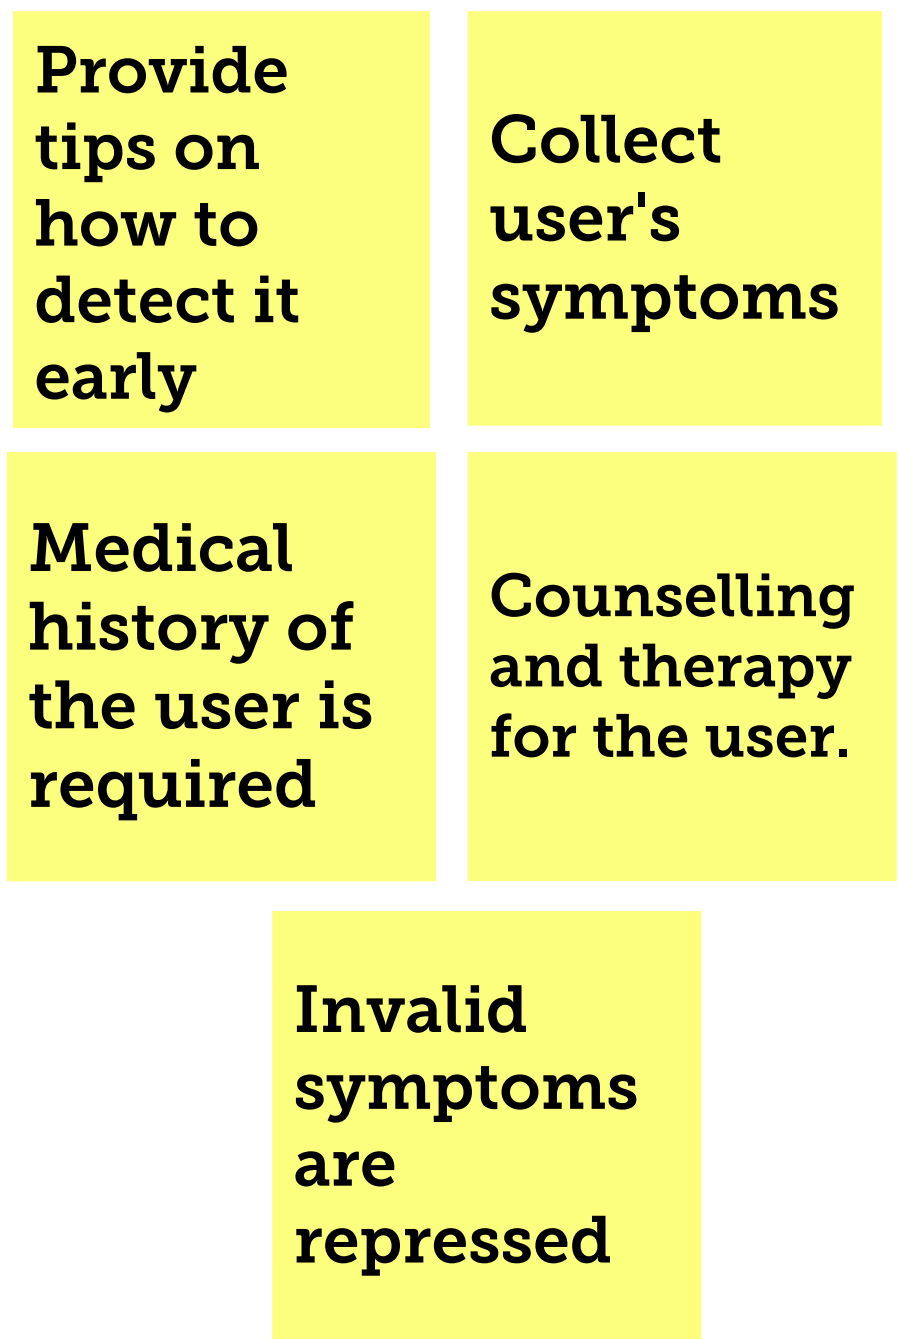 Provide
tips on
how to
detect it
early
Collect
user's
symptoms
Medical
history of
the user is
required
Counselling
and therapy
for the user.
Invalid
symptoms
are
repressed